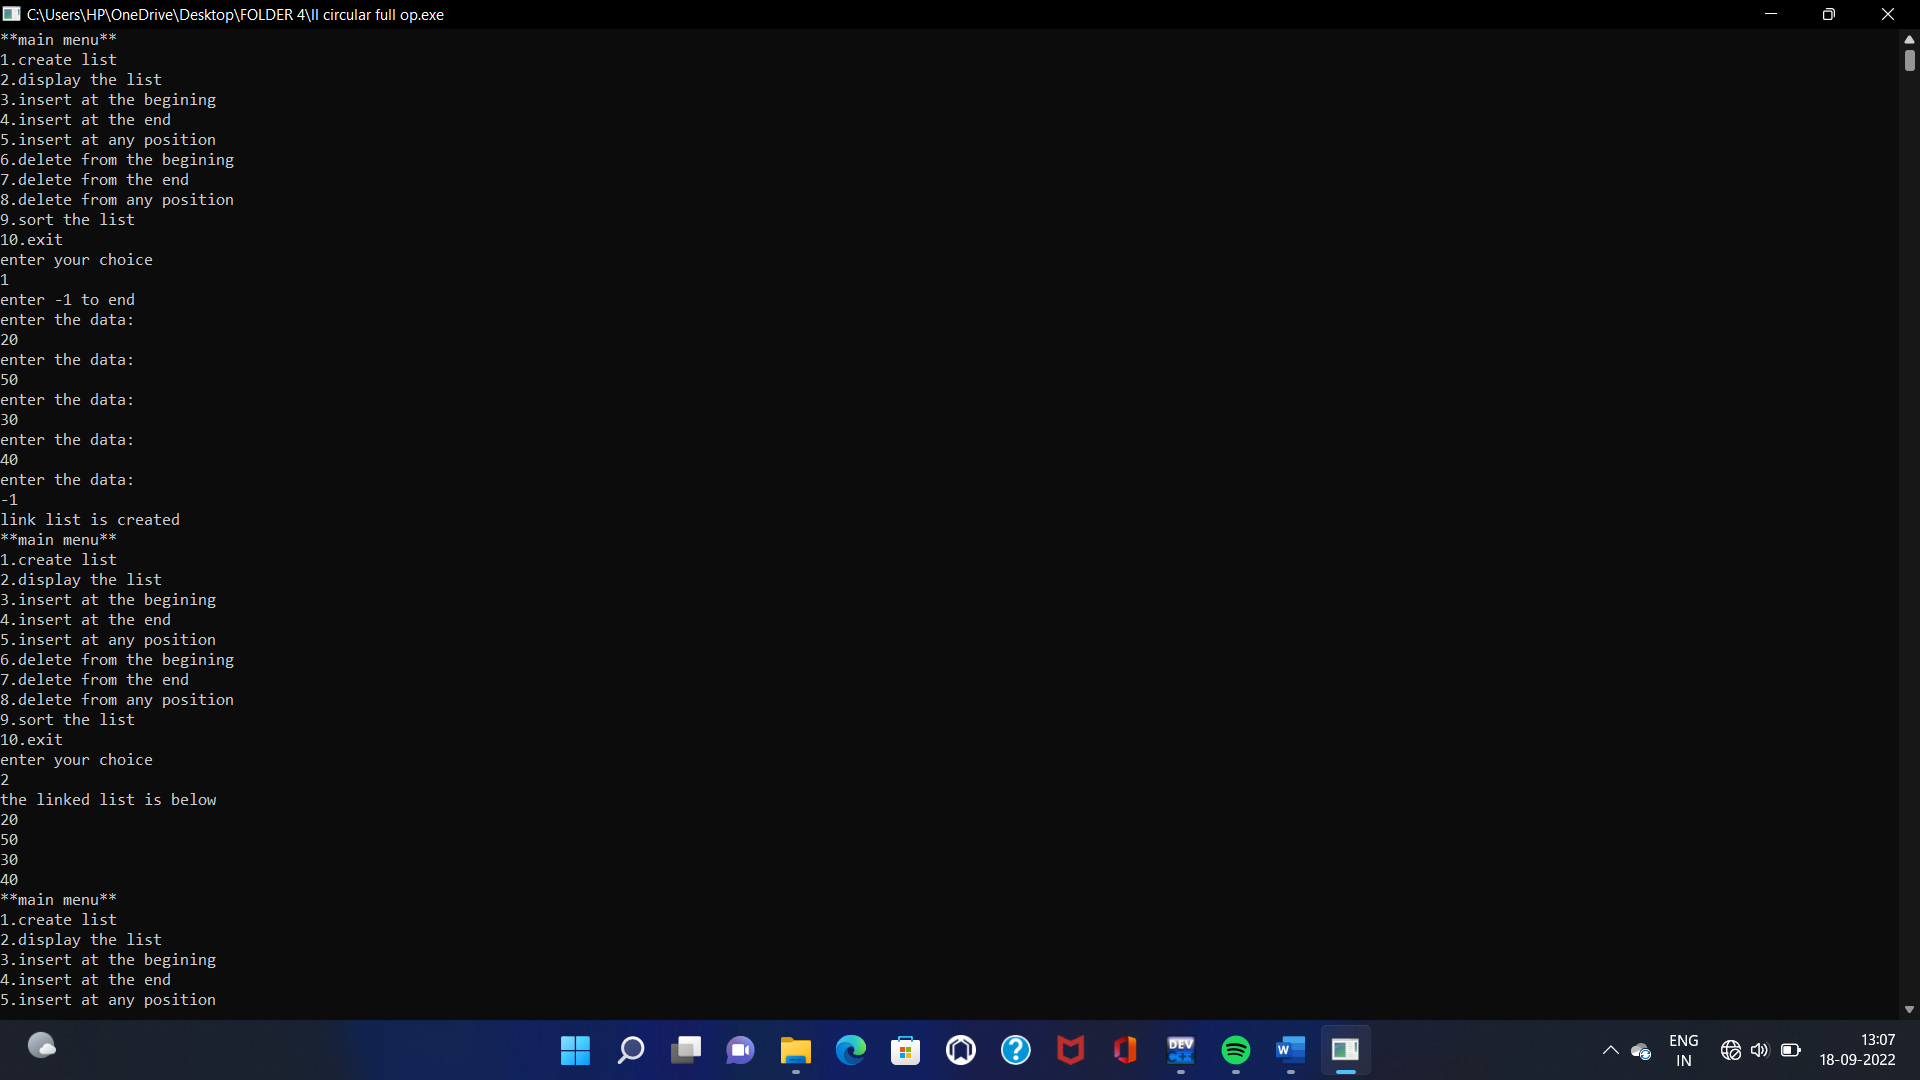 C:\Users\HP\OneDrive\Desktop\FOLDER 4\ll circular full op.exe
**main menu**
1.create list
2.display the list
3.insert at the begining
4.insert at the end
5.insert at any position
6.delete from the begining
7.delete from the end
8.delete from any position
9.sort the list
10.exit
enter your choice
1
enter -1 to end
enter the data:
20
enter the data:
50
enter the data:
30
enter the data:
40
enter the data:
-1
link list is created
**main menu**
1.create list
2.display the list
3.insert at the begining
4.insert at the end
5.insert at any position
6.delete from the begining
7.delete from the end
8.delete from any position
9.sort the list
10.exit
enter your choice
2
the linked list is below
20
50
30
40
**main menu**
1.create list
2.display the list
3.insert at the begining
4.insert at the end
5.insert at any position
DEV
C++
W
ENG
IN
13:07
18-09-2022